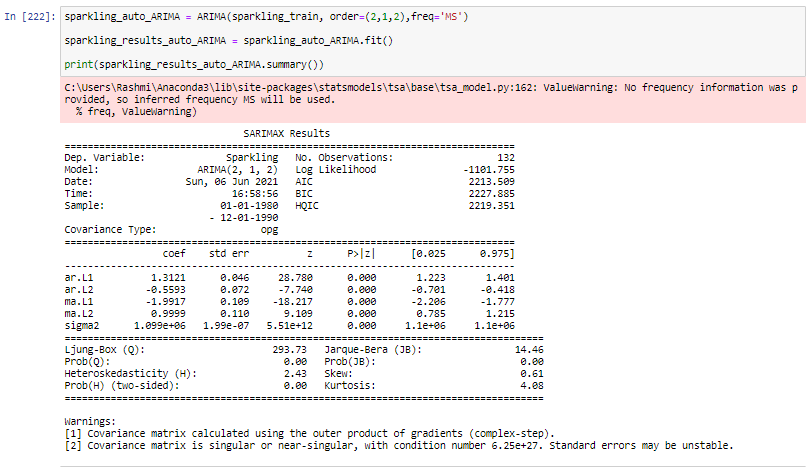 In [222]: sparkling_auto_ARIMA = ARIMA(sparkling_train, order=(2,1,2),freq='MS')
sparkling_results_auto_ARIMA = sparkling_auto_ARIMA.fit()
print(sparkling_results_auto_ARIMA.summary())
C:\Users\Rashmi\Anaconda3\lib\site-packages\statsmodels\tsa\base\tsa_model.py:162: ValueWarning: No frequency information was p
rovided, so inferred frequency MS will be used.
% freq, ValueWarning)
SARIMAX Results
==============================================================================
Dep. Variable: Sparkling No. Observations: 132
Model: ARIMA(2, 1, 2) Log Likelihood -1101.755
Date: Sun, 06 Jun 2021 AIC 2213.509
Time: 16:58:56 BIC 2227.885
Sample: 01-01-1980 HQIC 2219.351
- 12-01-1990
Covariance Type: opg
==============================================================================
coef std err z P>|z| [0.025 0.975]
------------------------------------------------------------------------------
ar.L1 1.3121 0.046 28.780 0.000 1.223 1.401
ar.L2 -0.5593 0.072 -7.740 0.000 -0.701 -0.418
ma.L1 -1.9917 0.109 -18.217 0.000 -2.206 -1.777
ma.L2 0.9999 0.110 9.109 0.000 0.785 1.215
sigma2 1.099e+06 1.99e-07 5.51e+12 0.000 1.1e+06 1.1e+06
===================================================================================
Ljung-Box (Q): 293.73 Jarque-Bera (JB): 14.46
Prob(Q): 0.00 Prob(JB): 0.00
Heteroskedasticity (H): 2.43 Skew: 0.61
Prob(H) (two-sided): 0.00 Kurtosis: 4.08
===================================================================================
Warnings:
[1] Covariance matrix calculated using the outer product of gradients (complex-step).
[2] Covariance matrix is singular or near-singular, with condition number 6.25e+27. Standard errors may be unstable.